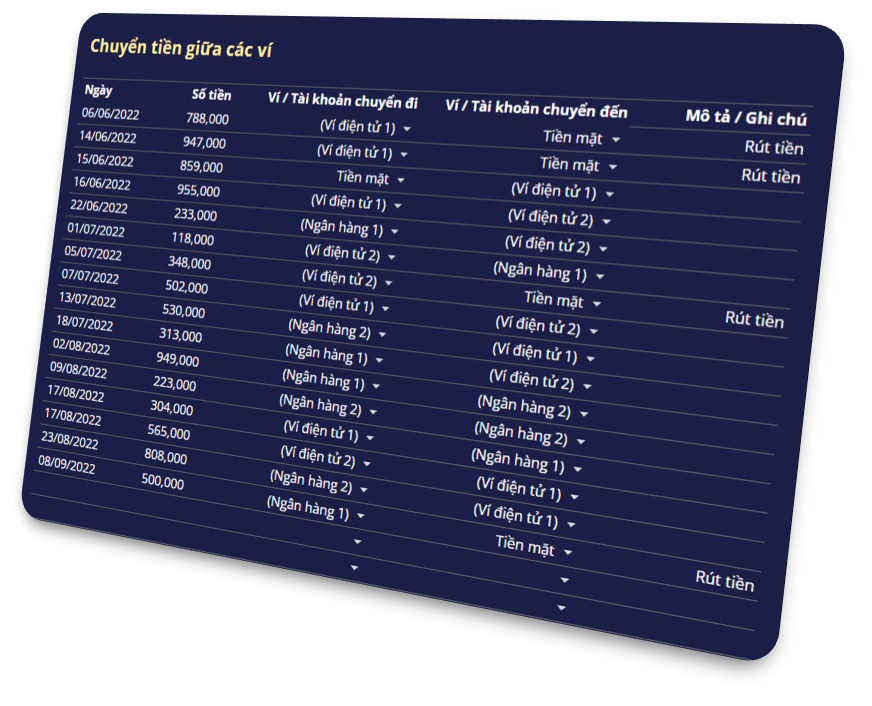 Chuyển tiền giữa các ví
Ngày Số tiền Ví / Tài khoản chuyển đi Ví / Tài khoản chuyển đến Mô tả / Ghi chú
06/06/2022 788,000 (Ví điện tử 1) Tiền mặt Rút tiền
14/06/2022 947,000 (Ví điện tử 1) Tiền mặt Rút tiền
15/06/2022 859,000 Tiền mặt (Ví điện tử 1)
16/06/2022 955,000 (Ví điện tử 1) (Ví điện tử 2)
22/06/2022 233,000 (Ngân hàng 1) (Ví điện tử 2)
01/07/2022 118,000 (Ví điện tử 2) (Ngân hàng 1)
05/07/2022 348,000 (Ví điện tử 2) Tiền mặt Rút tiền
07/07/2022 502,000 (Ví điện tử 1) (Ví điện tử 2)
13/07/2022 530,000 (Ngân hàng 2) (Ví điện tử 1)
18/07/2022 313,000 (Ngân hàng 1) (Ví điện tử 2)
02/08/2022 949,000 (Ngân hàng 1) (Ngân hàng 2)
09/08/2022 223,000 (Ngân hàng 2) (Ngân hàng 2)
17/08/2022 304,000 (Ví điện tử 1) (Ngân hàng 1)
17/08/2022 565,000 (Ví điện tử 2) (Ví điện tử 1)
23/08/2022 808,000 (Ngân hàng 2) (Ví điện tử 1)
08/09/2022 500,000 (Ngân hàng 1) Tiền mặt Rút tiền